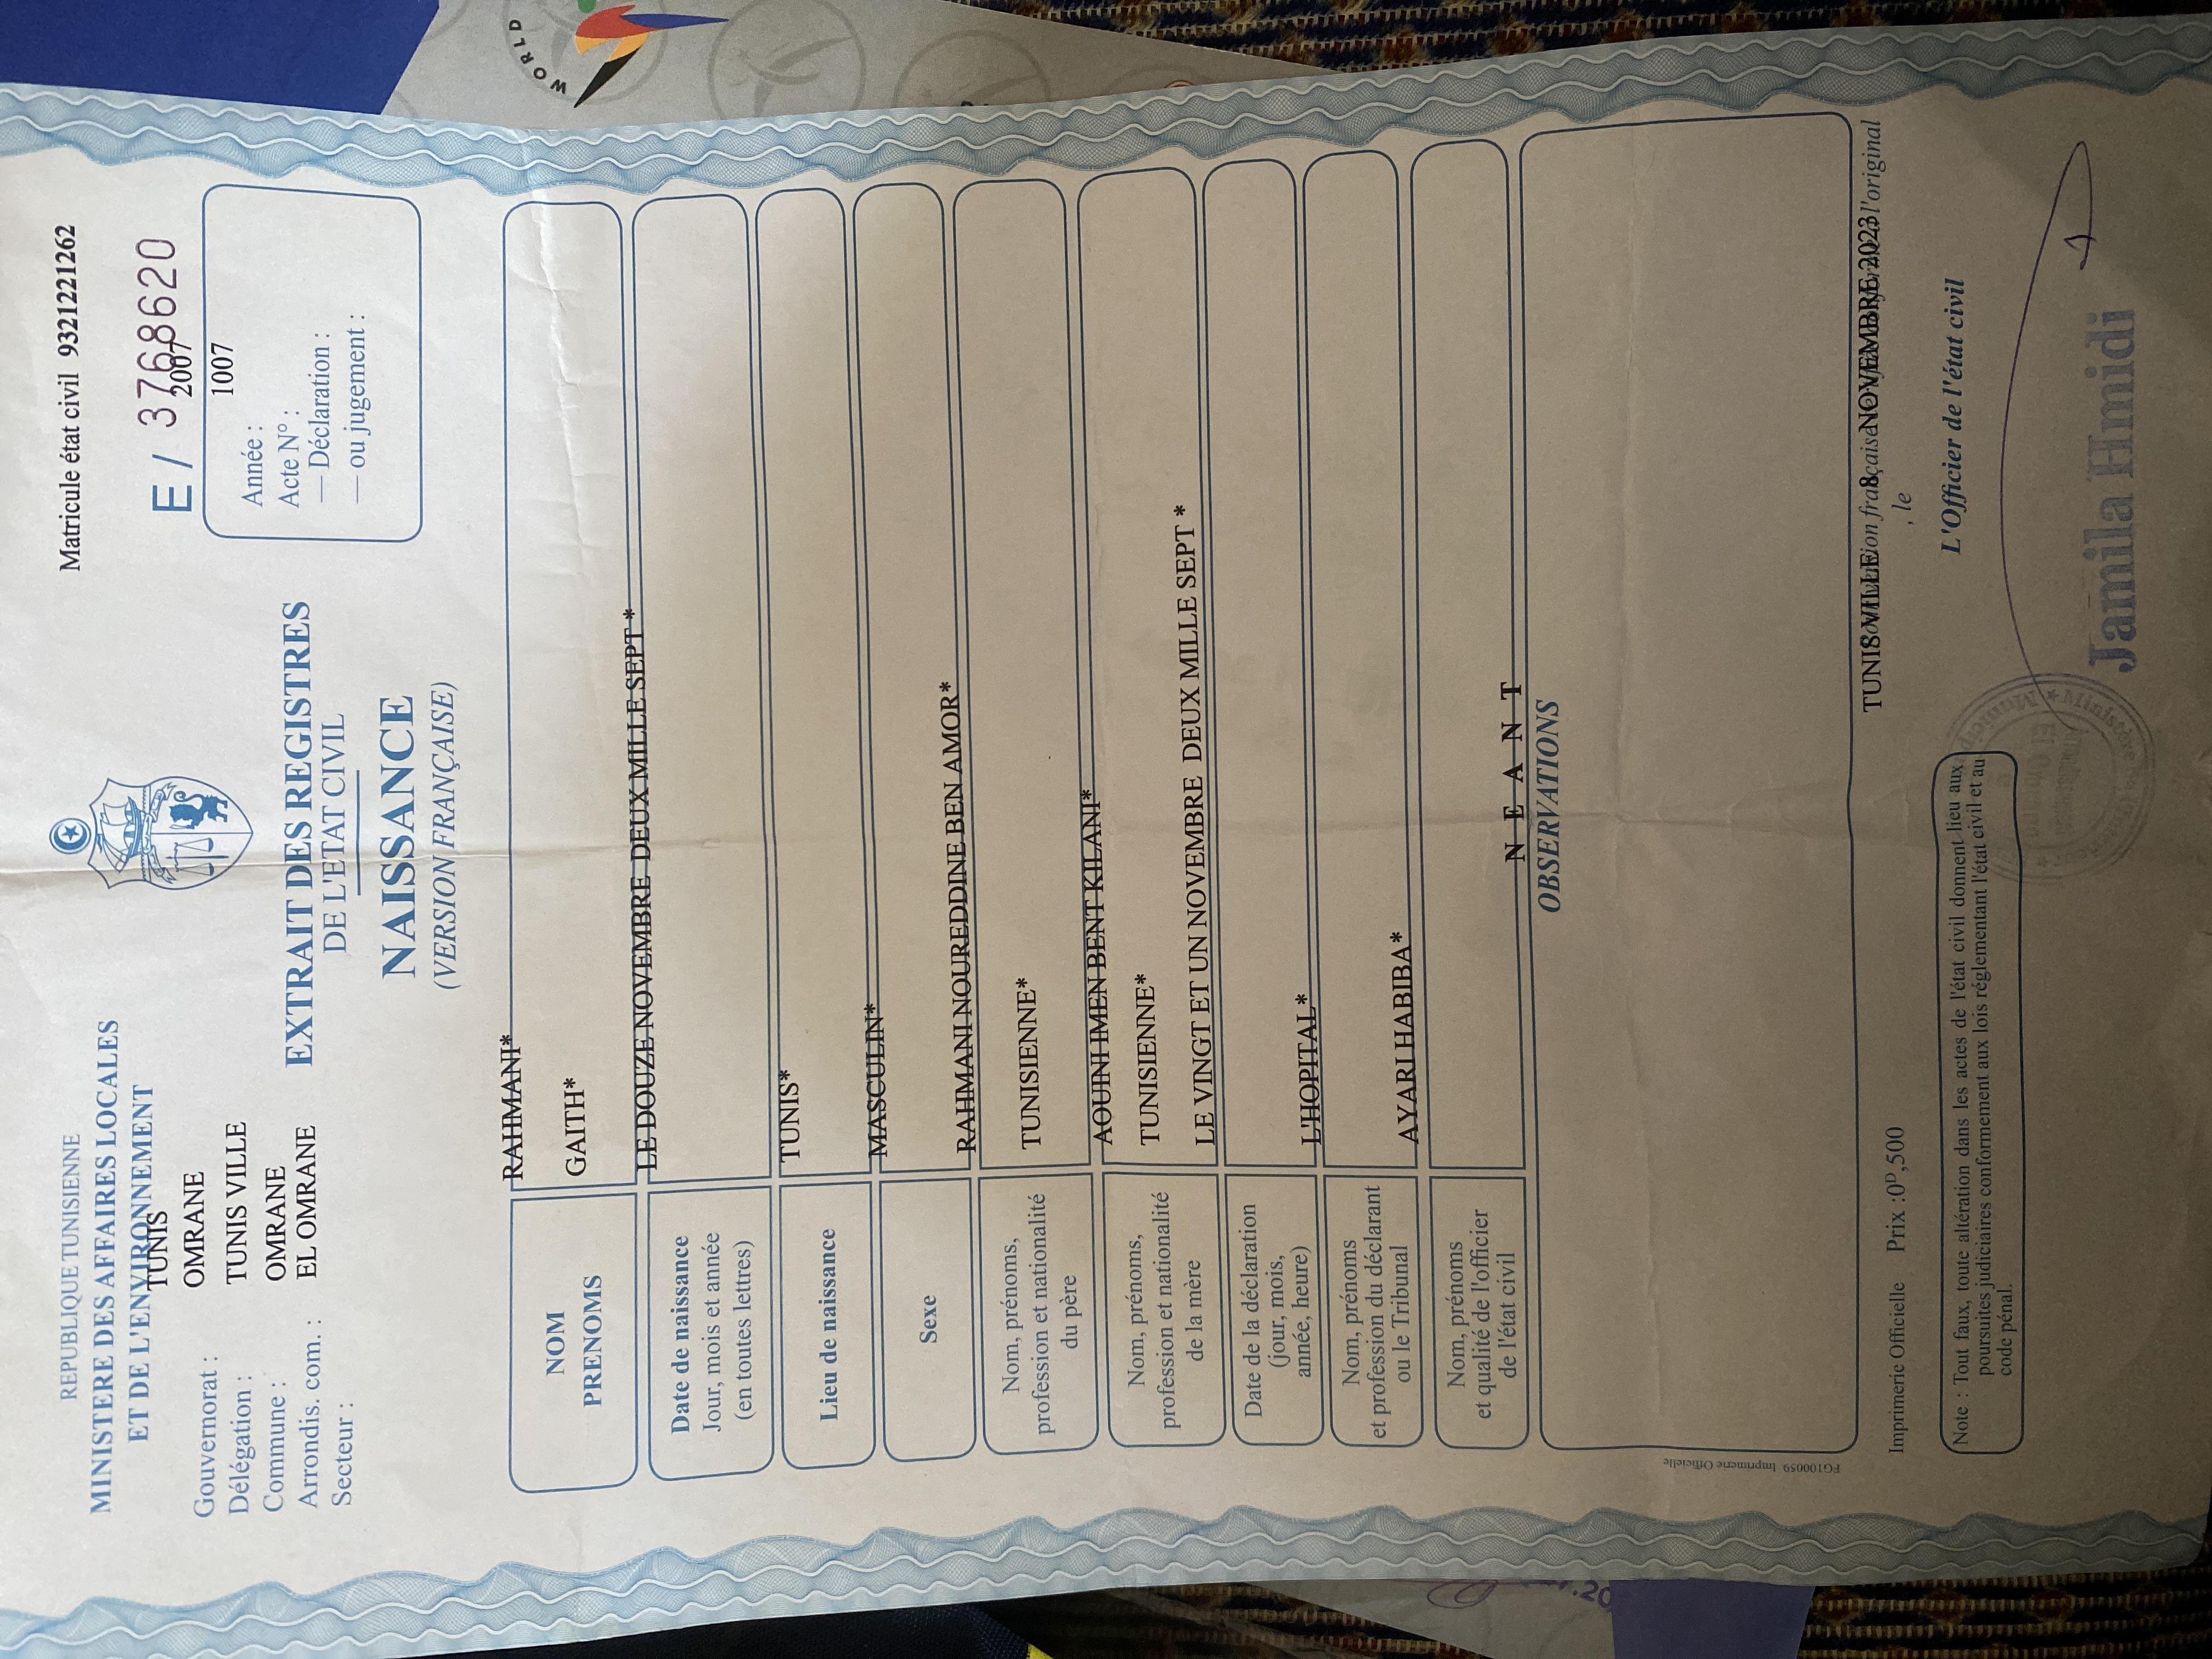 REPUBLIQUE TUNISIENNE
MINISTERE DES AFFAIRES LOCALES
ET DE L'ENVIRONNEMENT
Matricule état civil 9321221262
E / 3768620
Gouvernorat : TUNIS
Délégation : OMRANE
Commune : TUNIS VILLE
Arrondis. com. : OMRANE
Secteur : EL OMRANE
Année : 2007
Acte N° : 1007
— Déclaration :
— ou jugement :
EXTRAIT DES REGISTRES
DE L'ETAT CIVIL
NAISSANCE
(VERSION FRANÇAISE)
NOM RAHMANI*
PRENOMS GAITH*
Date de naissance
Jour, mois et année
(en toutes lettres)
LE DOUZE NOVEMBRE DEUX MILLE SEPT *
Lieu de naissance TUNIS*
Sexe MASCULIN*
Nom, prénoms,
profession et nationalité
du père
RAHMANI NOUREDDINE BEN AMOR*
TUNISIENNE*
Nom, prénoms,
profession et nationalité
de la mère
AOUINI IMEN BENT KILANI*
TUNISIENNE*
Date de la déclaration
(jour, mois,
année, heure)
LE VINGT ET UN NOVEMBRE DEUX MILLE SEPT *
Nom, prénoms
et profession du déclarant
ou le Tribunal
L'HOPITAL*
Nom, prénoms
et qualité de l'officier
de l'état civil
AYARI HABIBA*
N E A N T
OBSERVATIONS
FG100059 Imprimerie Officielle
TUNIS VILLE 8 NOVEMBRE 2023
française
l'original
, le
Imprimerie Officielle Prix :0ᴰ,500
L'Officier de l'état civil
Note : Tout faux, toute altération dans les actes de l'état civil donnent lieu aux
poursuites judiciaires conformement aux lois réglementant l'état civil et au
code pénal.
Jamila Hmidi
WORLD